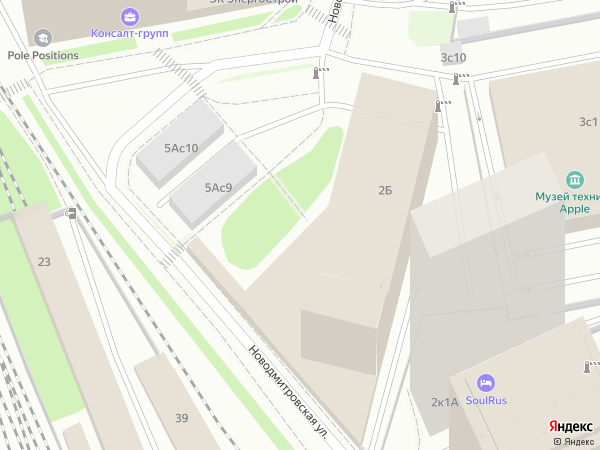 ЭК ЭнергоСтрой
Консалт-групп
Pole Positions
Ново
3с10
3с1
5Ас10
5Ас9
2Б
Музей техни
Apple
23
Новодмитровская ул.
SoulRus
2к1А
39
Яндекс
© Яндекс